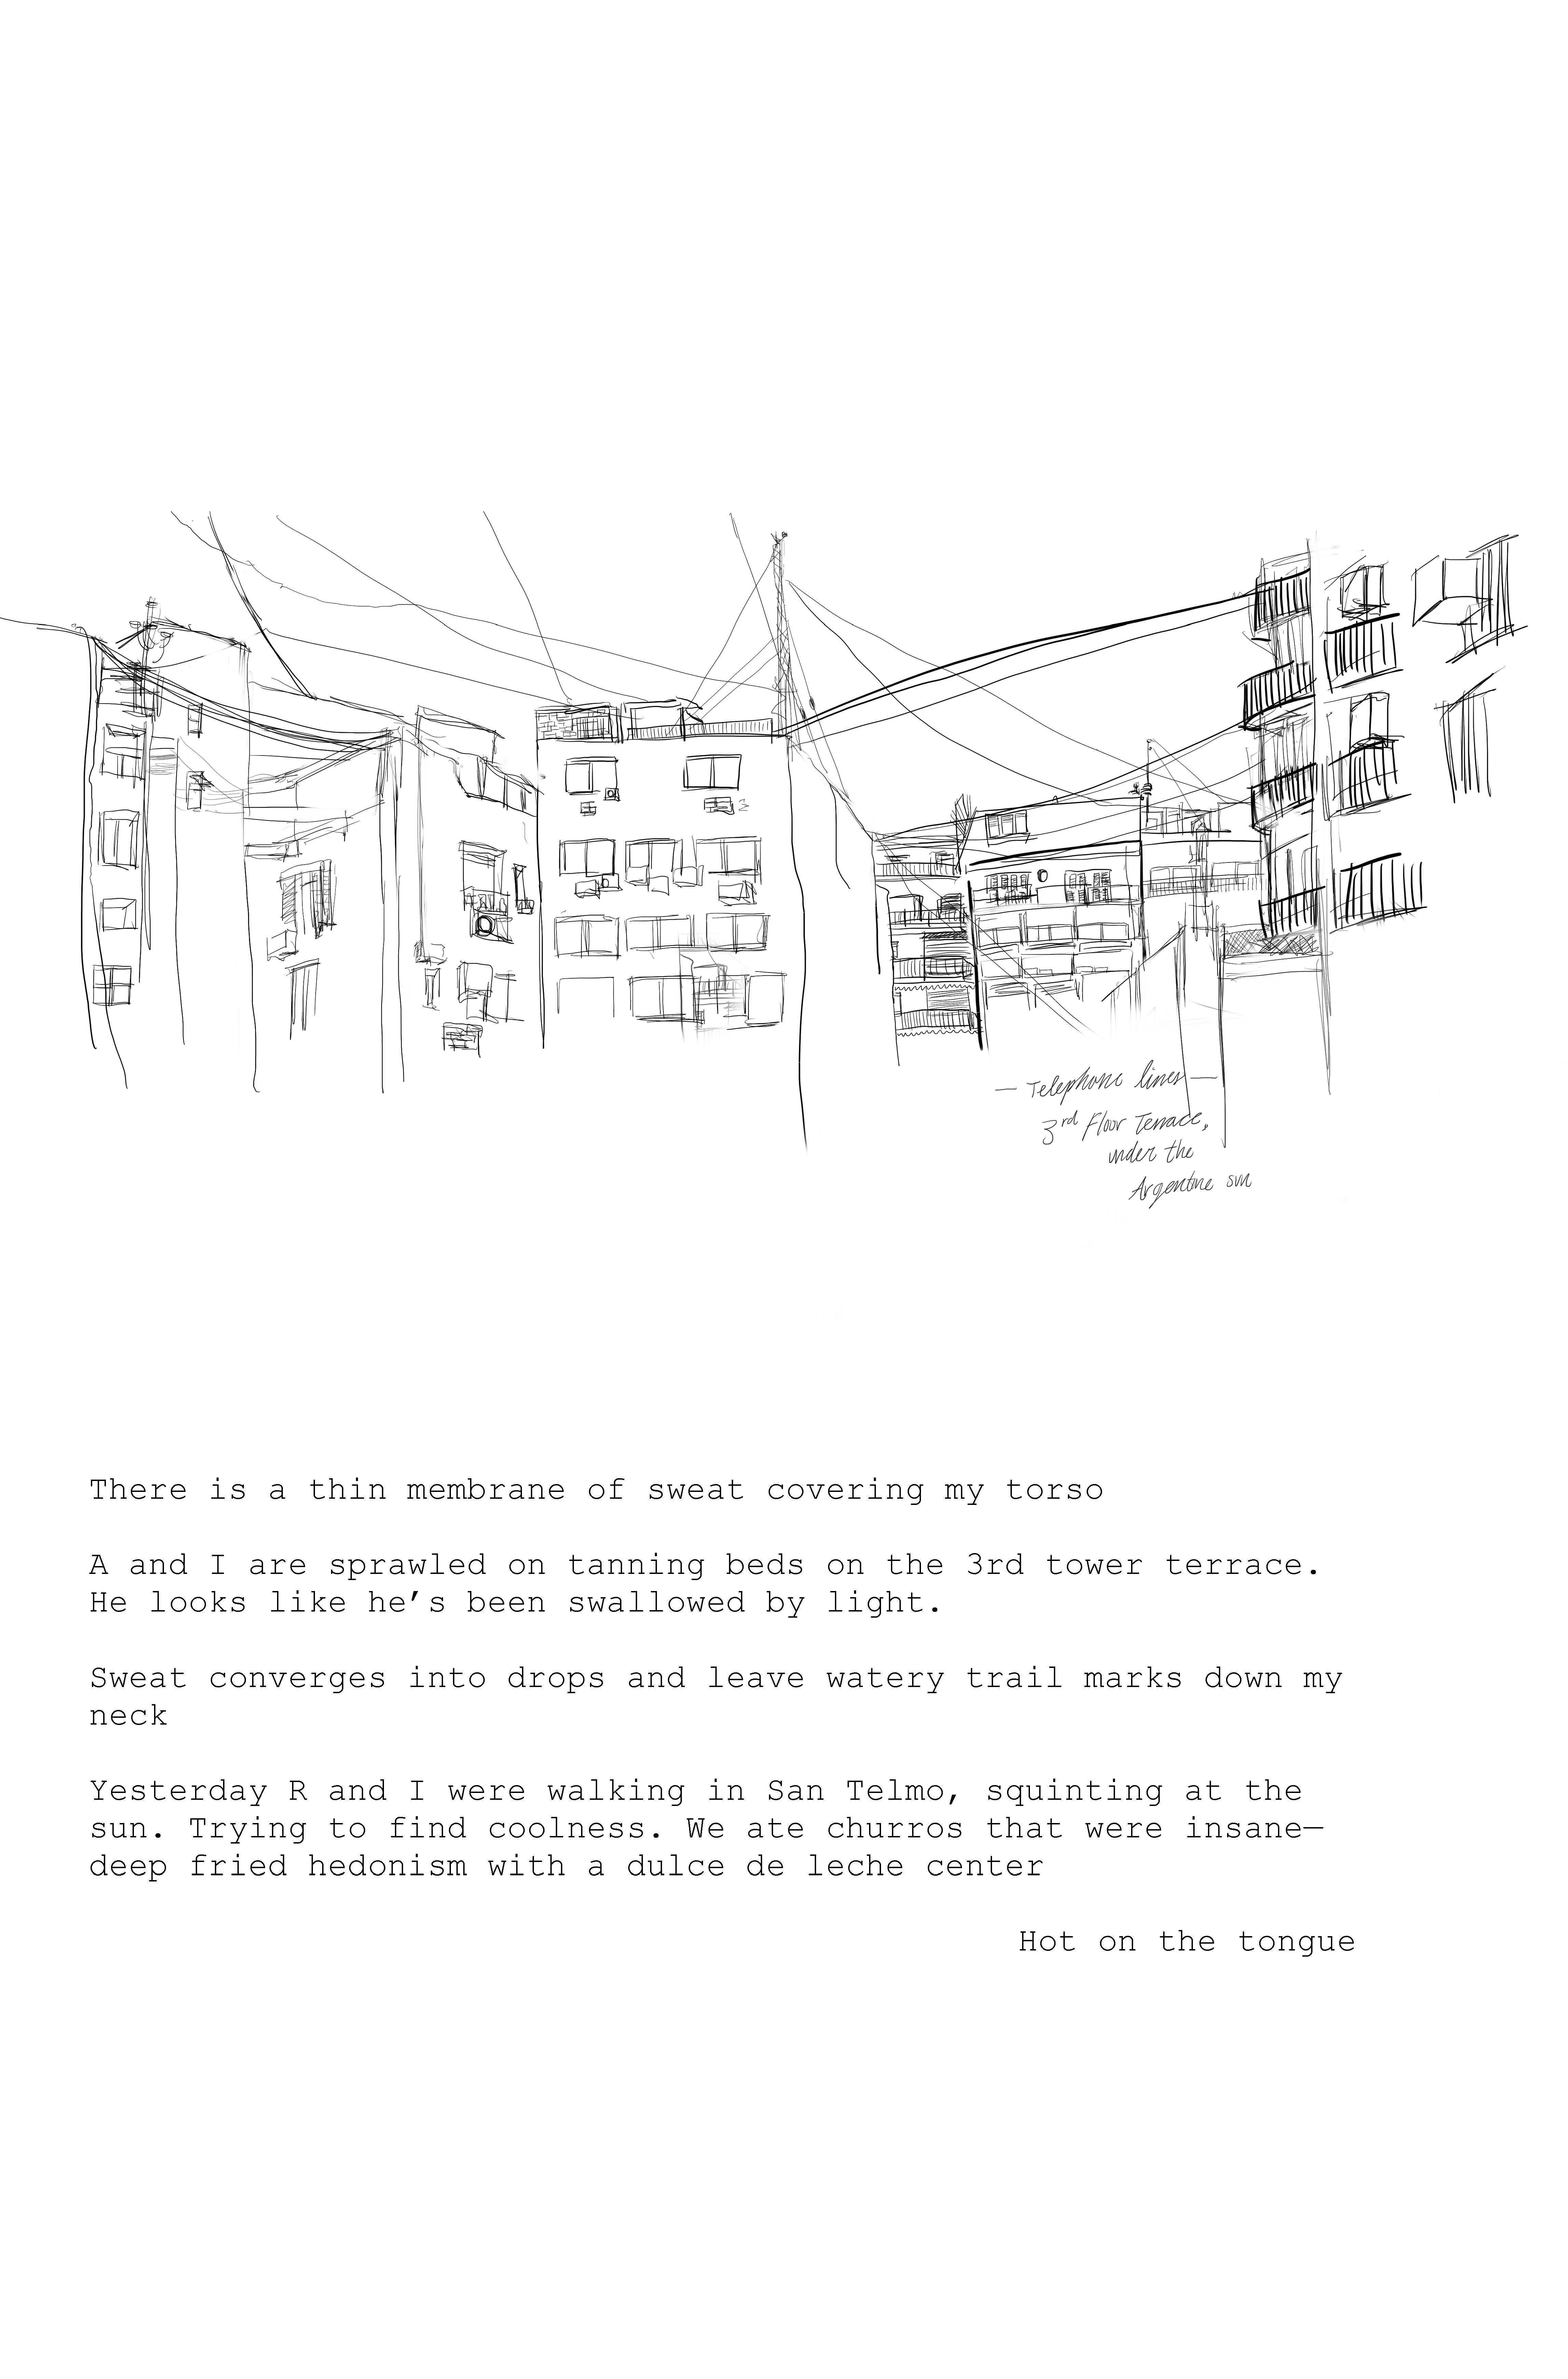 — Telephone lines —
3rd Floor Terrace,
under the
Argentine sun
There is a thin membrane of sweat covering my torso
A and I are sprawled on tanning beds on the 3rd tower terrace.
He looks like he’s been swallowed by light.
Sweat converges into drops and leave watery trail marks down my
neck
Yesterday R and I were walking in San Telmo, squinting at the
sun. Trying to find coolness. We ate churros that were insane—
deep fried hedonism with a dulce de leche center
Hot on the tongue